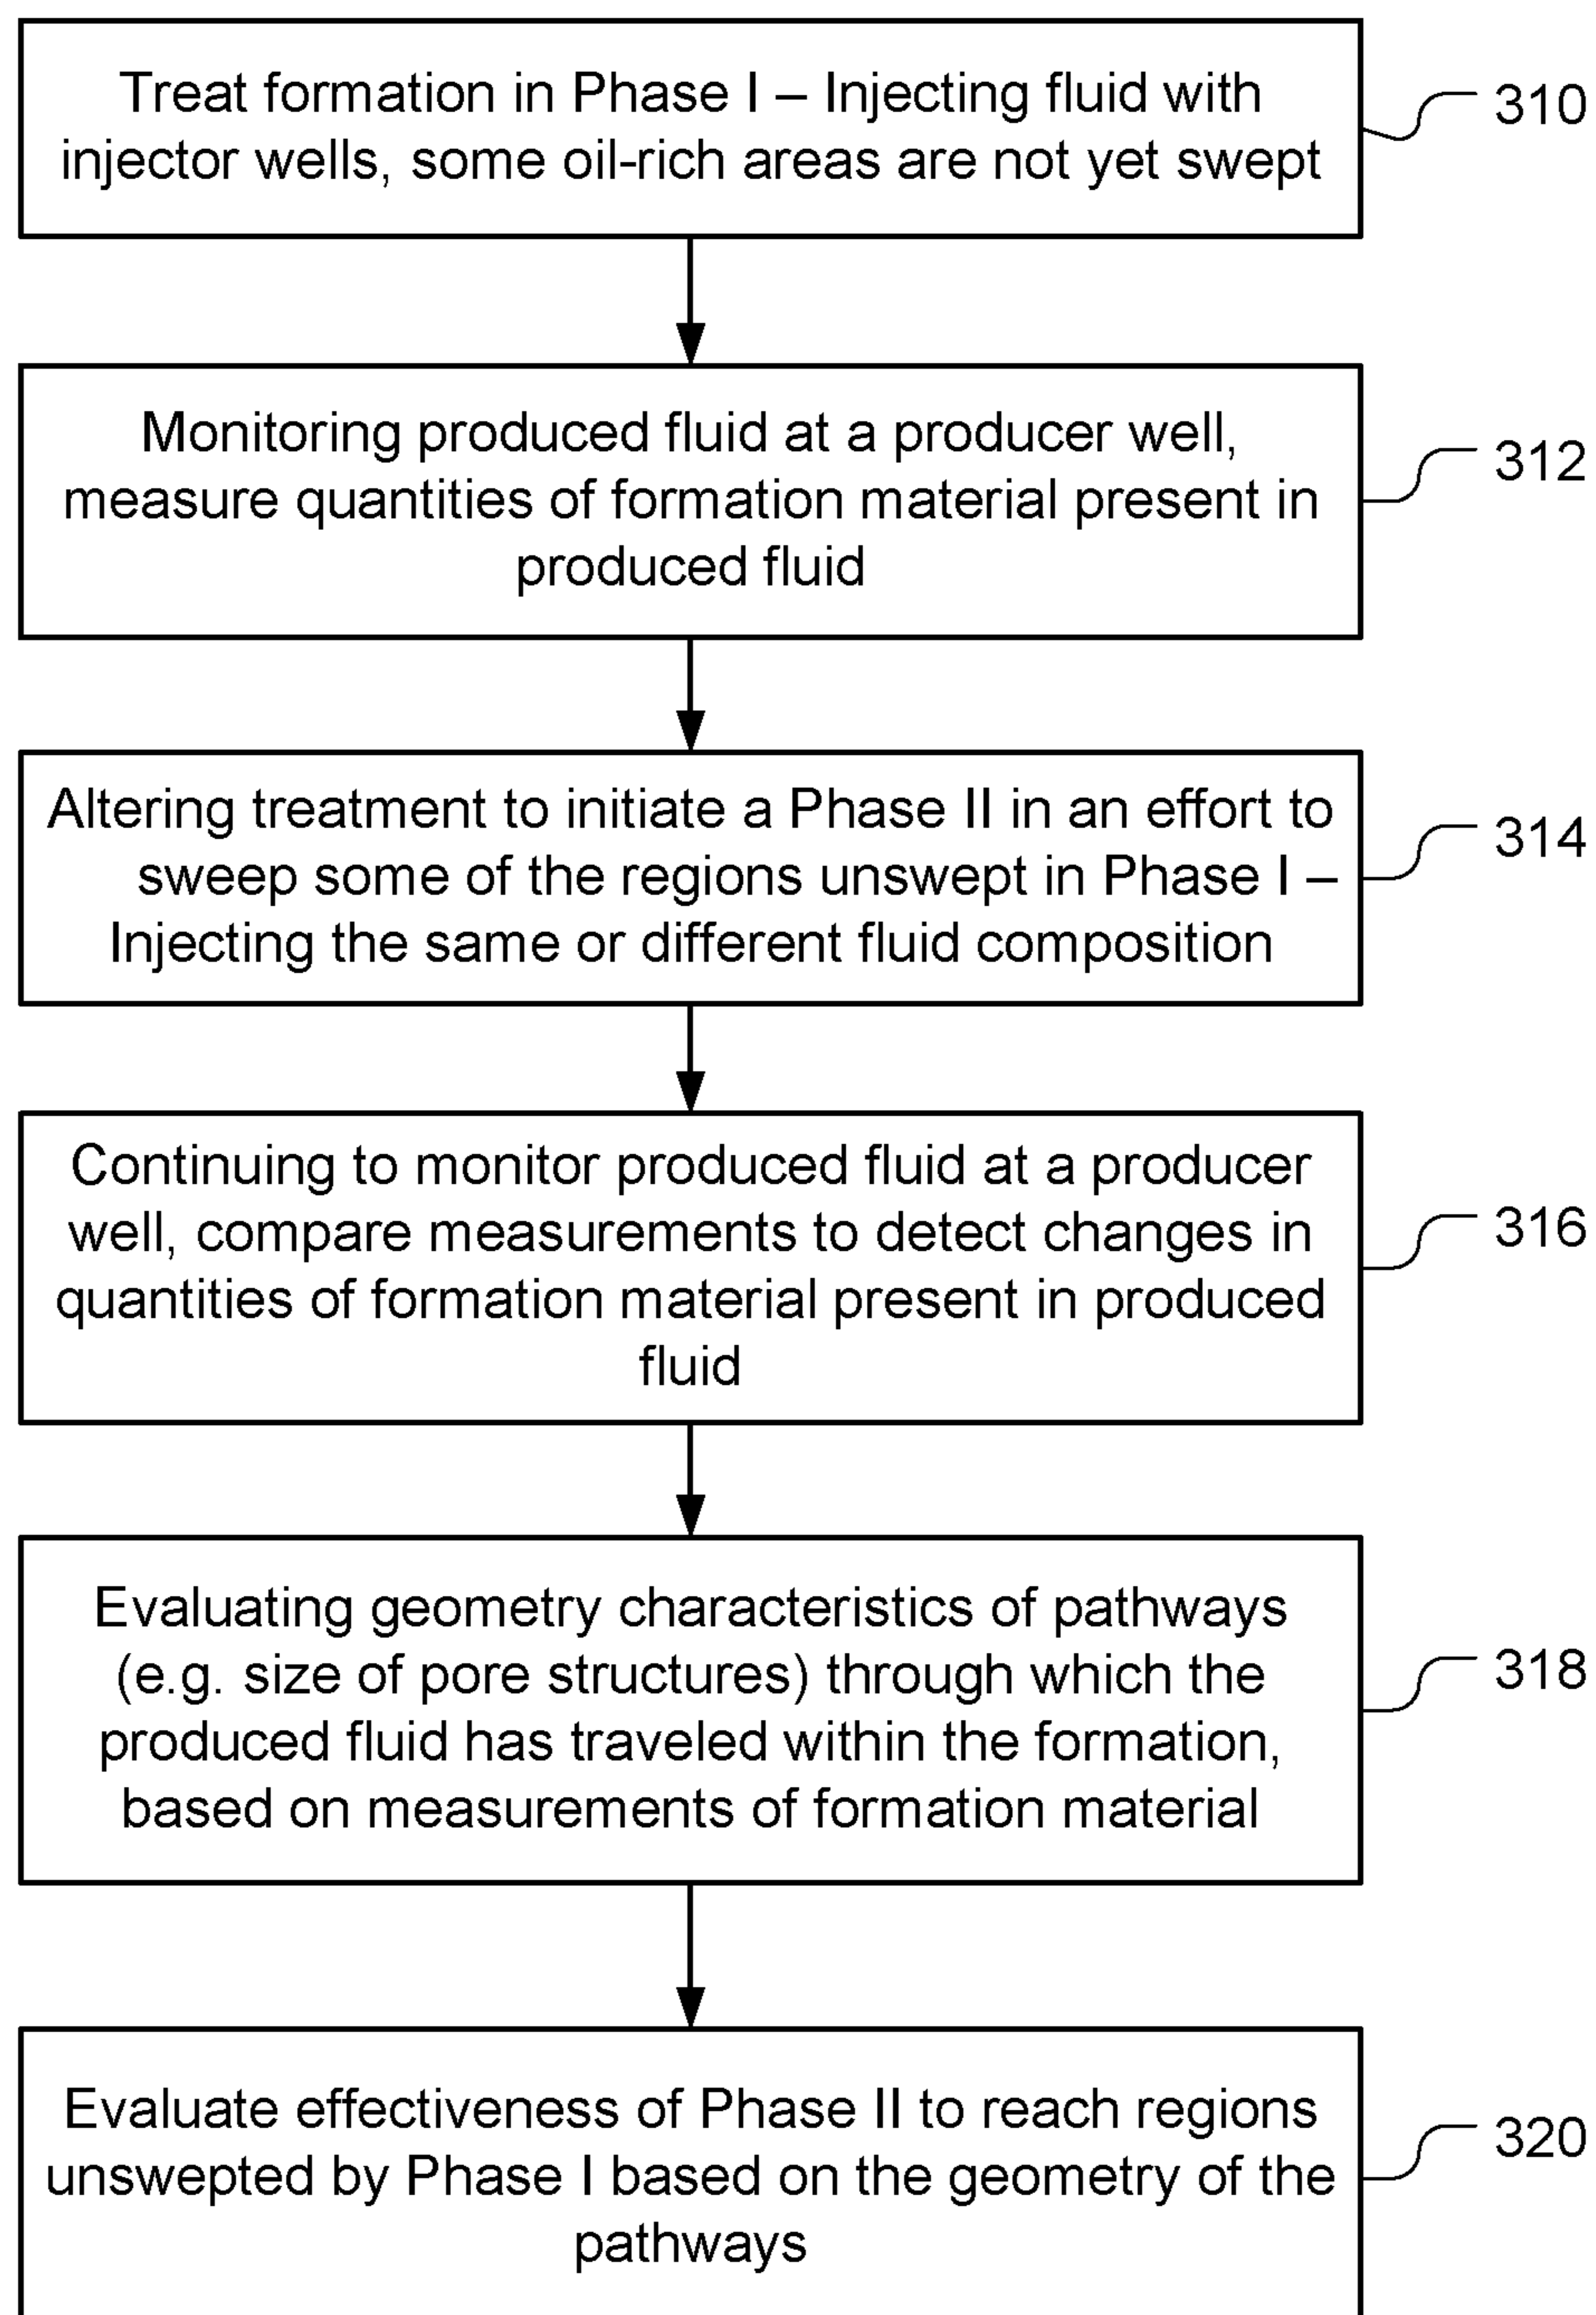 Treat formation in Phase I – Injecting fluid with
injector wells, some oil-rich areas are not yet swept
310
Monitoring produced fluid at a producer well,
measure quantities of formation material present in
produced fluid
312
Altering treatment to initiate a Phase II in an effort to
sweep some of the regions unswept in Phase I –
Injecting the same or different fluid composition
314
Continuing to monitor produced fluid at a producer
well, compare measurements to detect changes in
quantities of formation material present in produced
fluid
316
Evaluating geometry characteristics of pathways
(e.g. size of pore structures) through which the
produced fluid has traveled within the formation,
based on measurements of formation material
318
Evaluate effectiveness of Phase II to reach regions
unswepted by Phase I based on the geometry of the
pathways
320